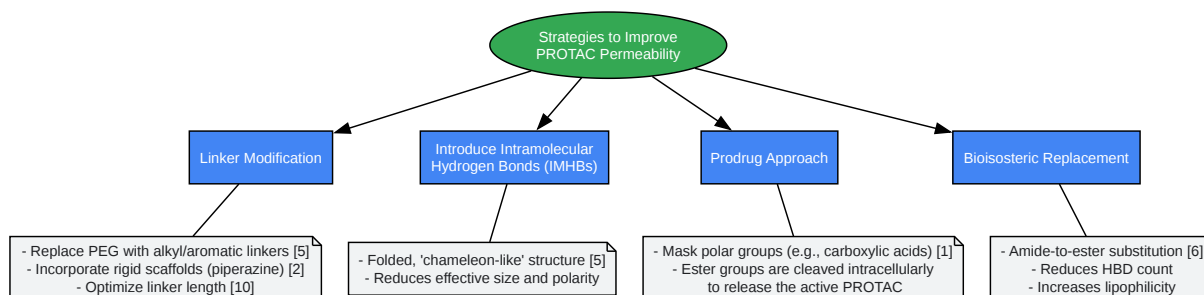 Strategies to Improve
PROTAC Permeability
Linker Modification
Introduce Intramolecular
Hydrogen Bonds (IMHBs)
Prodrug Approach
Bioisosteric Replacement
- Replace PEG with alkyl/aromatic linkers [5]
- Incorporate rigid scaffolds (piperazine) [2]
- Optimize linker length [10]
- Folded, 'chameleon-like' structure [5]
- Reduces effective size and polarity
- Mask polar groups (e.g., carboxylic acids) [1]
- Ester groups are cleaved intracellularly
to release the active PROTAC
- Amide-to-ester substitution [6]
- Reduces HBD count
- Increases lipophilicity